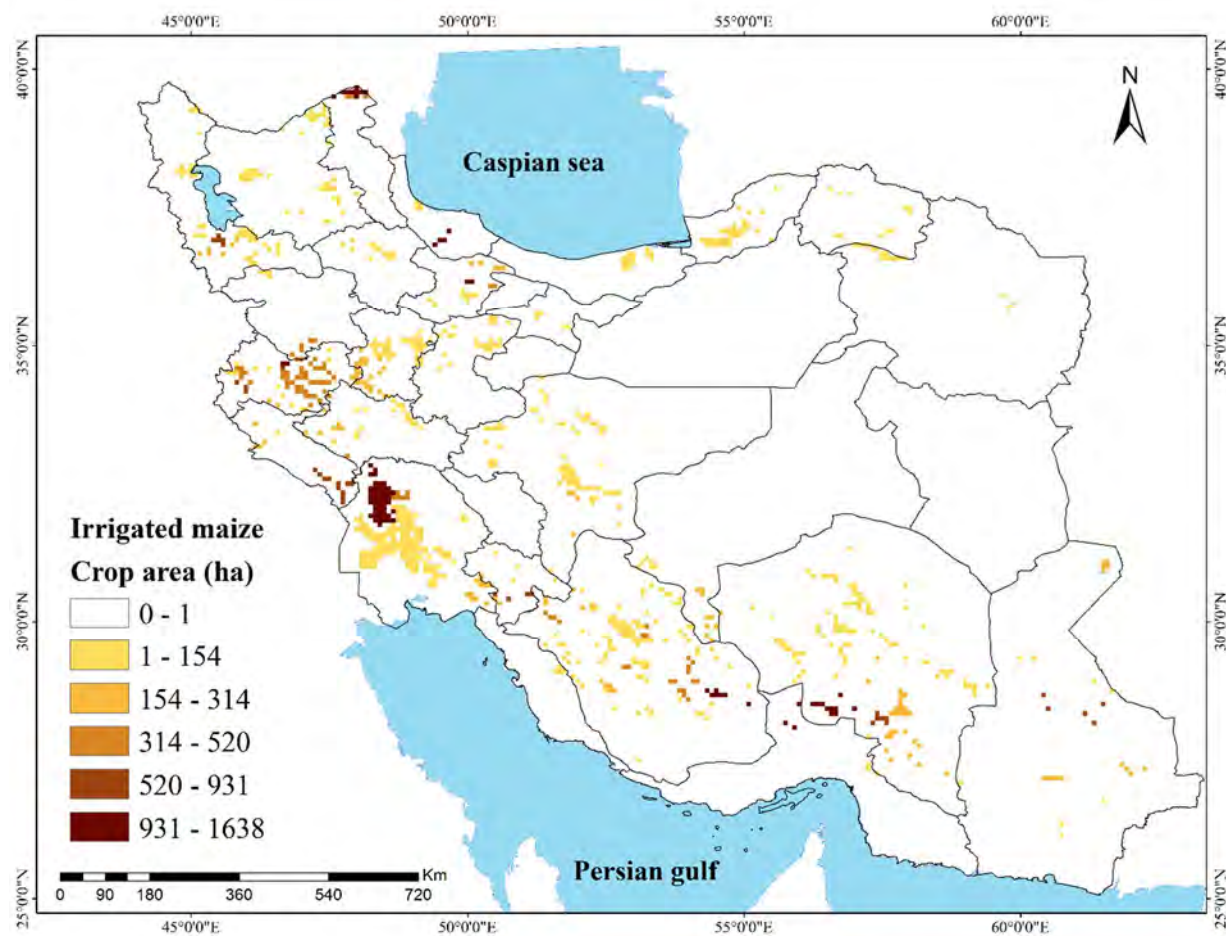 45°0'0"E 50°0'0"E 55°0'0"E 60°0'0"E
40°0'0"N
40°0'0"N
N
Caspian sea
35°0'0"N
35°0'0"N
Irrigated maize
Crop area (ha)
0 - 1
1 - 154
154 - 314
314 - 520
520 - 931
931 - 1638
30°0'0"N
30°0'0"N
Persian gulf
Km
0 90 180 360 540 720
25°0'0"N
25°0'0"N
45°0'0"E 50°0'0"E 55°0'0"E 60°0'0"E